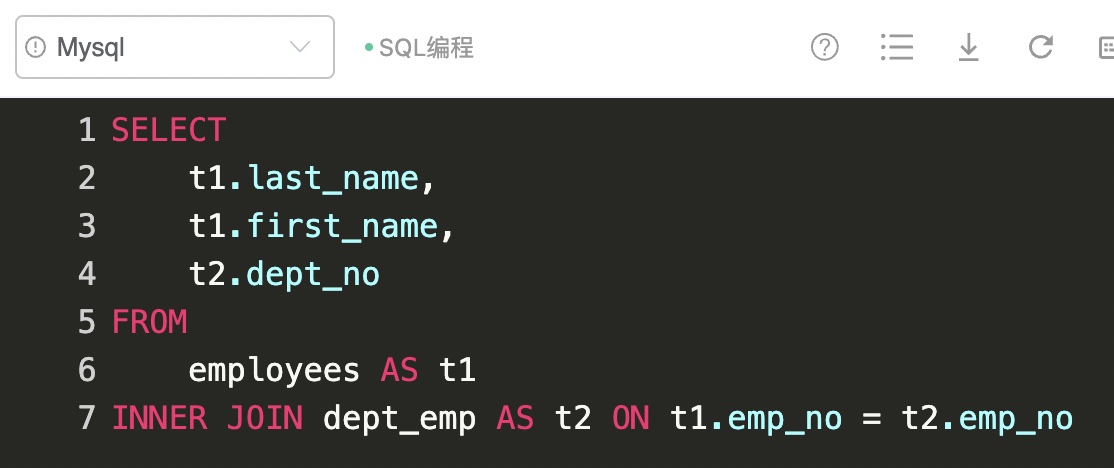 Mysql SQL编程
1 SELECT
2     t1.last_name,
3     t1.first_name,
4     t2.dept_no
5 FROM
6     employees AS t1
7 INNER JOIN dept_emp AS t2 ON t1.emp_no = t2.emp_no